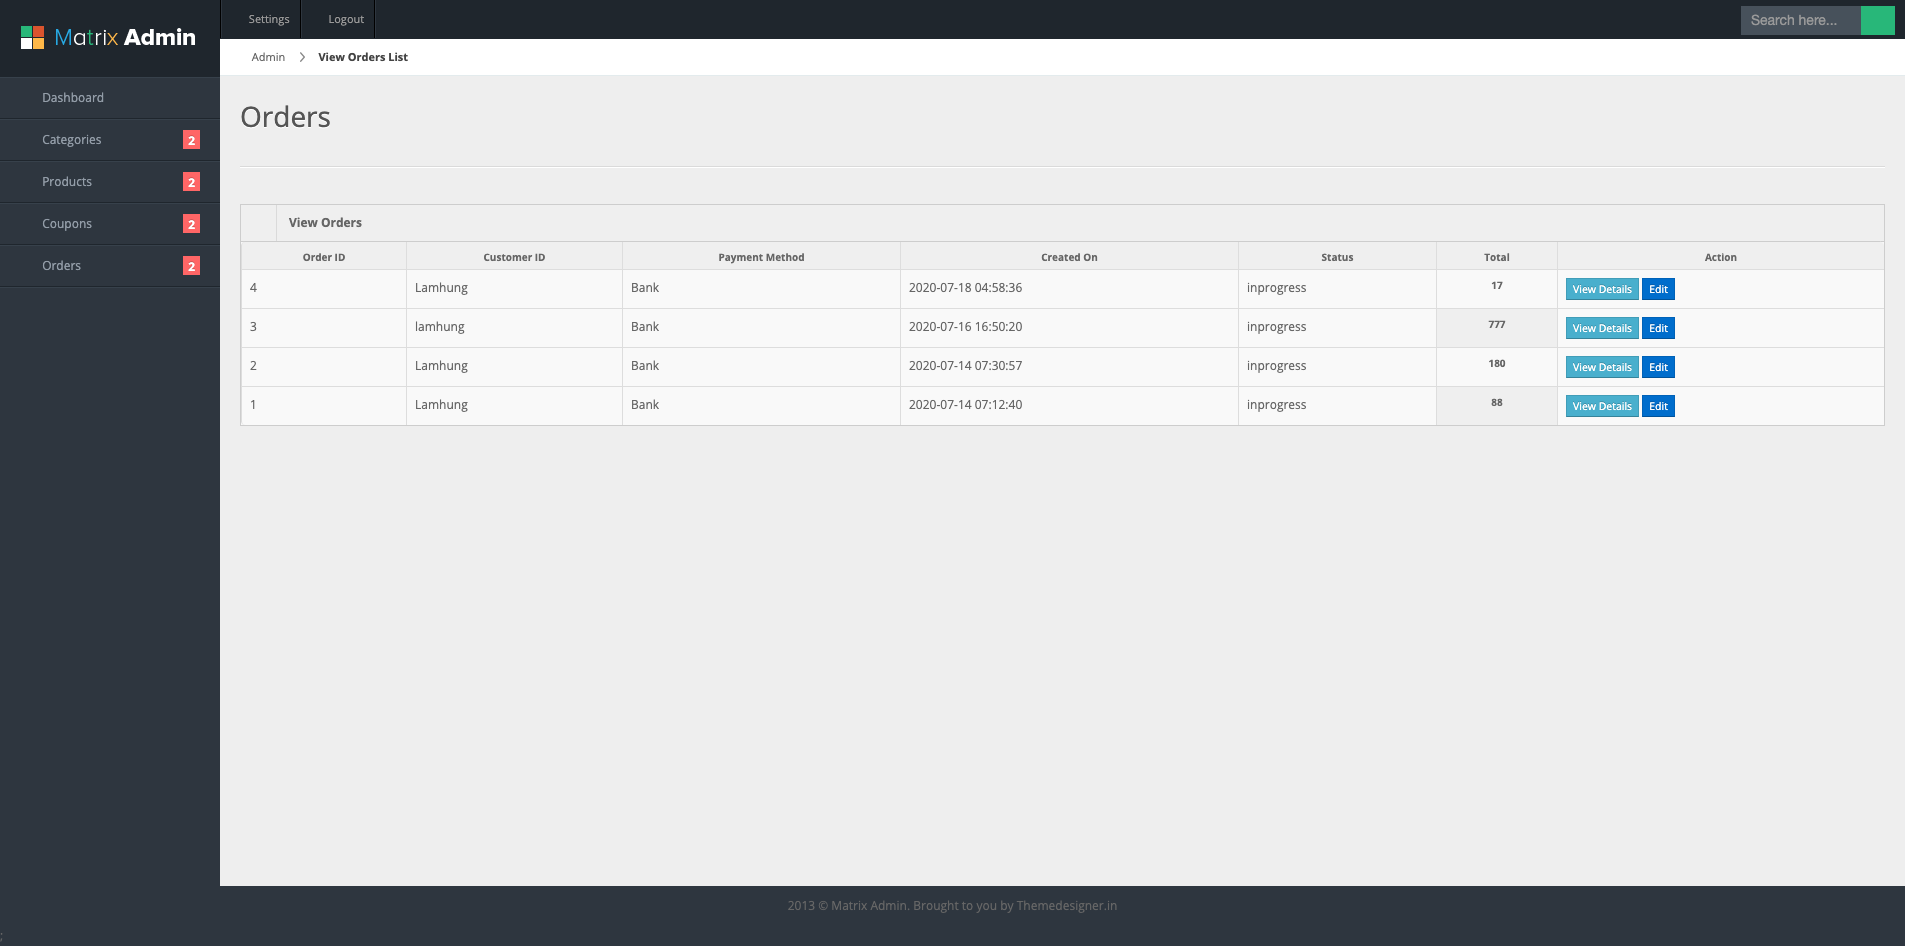 Matrix Admin
Settings Logout
Search here...
Admin View Orders List
Dashboard
Categories 2
Products 2
Coupons 2
Orders 2
Orders
View Orders
Order ID Customer ID Payment Method Created On Status Total Action
4 Lamhung Bank 2020-07-18 04:58:36 inprogress 17 View Details Edit
3 lamhung Bank 2020-07-16 16:50:20 inprogress 777 View Details Edit
2 Lamhung Bank 2020-07-14 07:30:57 inprogress 180 View Details Edit
1 Lamhung Bank 2020-07-14 07:12:40 inprogress 88 View Details Edit
2013 © Matrix Admin. Brought to you by Themedesigner.in
;